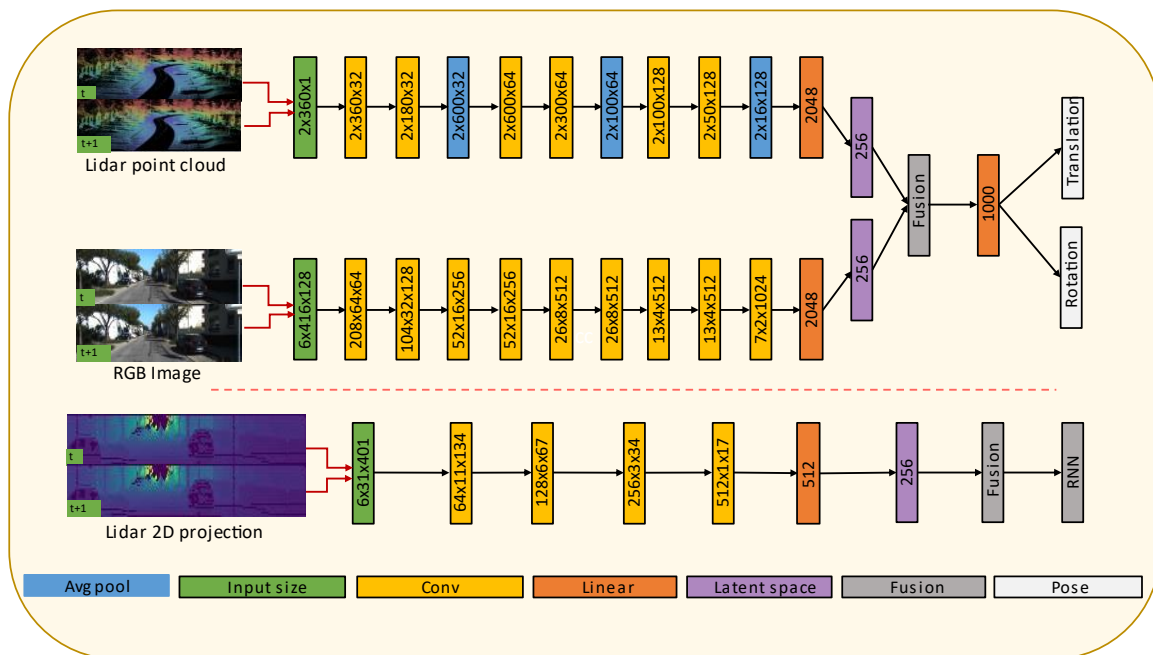 t
t+1
Lidar point cloud
2x360x1
2x360x32
2x180x32
2x600x32
2x600x64
2x300x64
2x100x64
2x100x128
2x50x128
2x16x128
2048
256
Fusion
1000
Translation
Rotation
t
t+1
RGB Image
6x416x128
208x64x64
104x32x128
52x16x256
52x16x256
26x8x512
26x8x512
13x4x512
13x4x512
7x2x1024
2048
256
t
t+1
Lidar 2D projection
6x31x401
64x11x134
128x6x67
256x3x34
512x1x17
512
256
Fusion
RNN
Avg pool
Input size
Conv
Linear
Latent space
Fusion
Pose